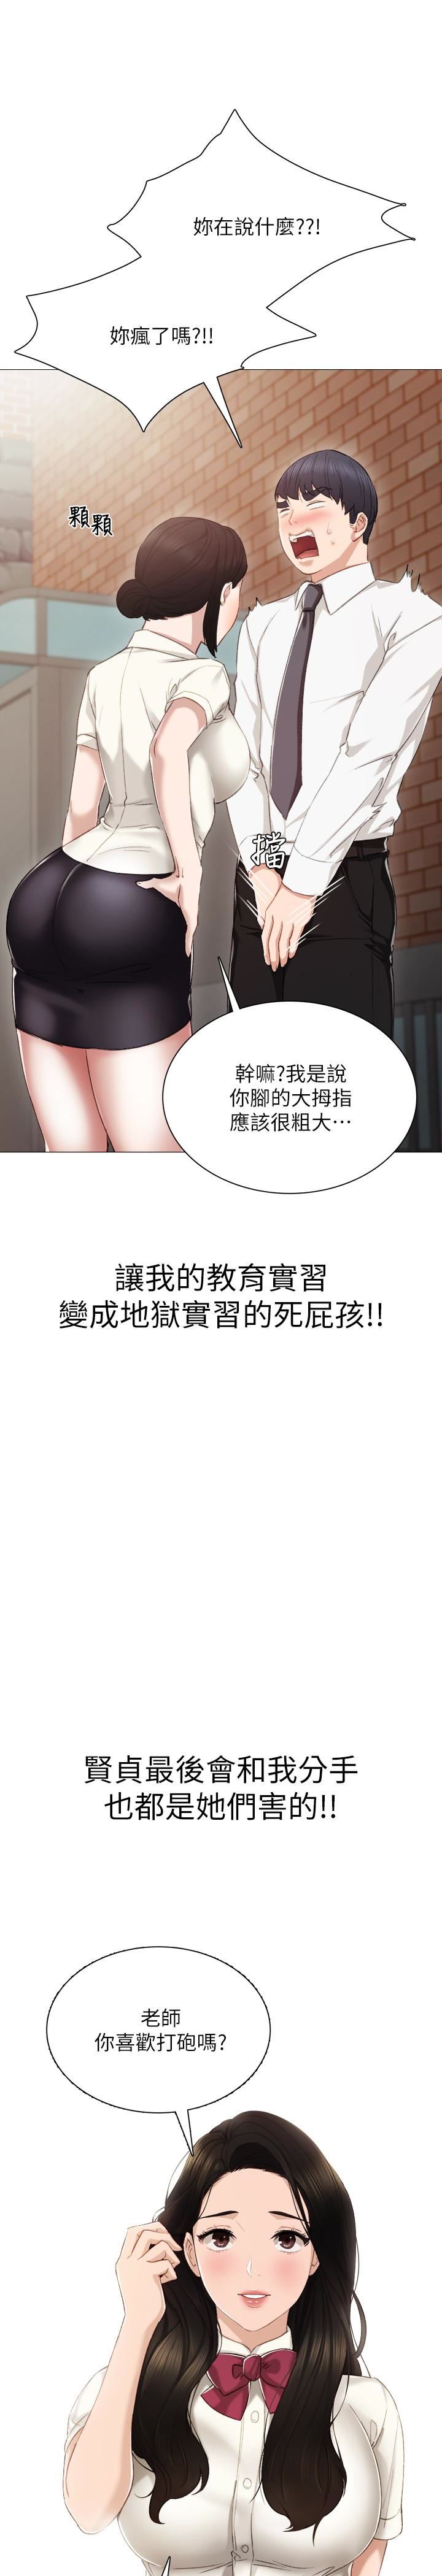 妳在說什麼??!
妳瘋了嗎?!!
顆顆
擋
幹嘛?我是說
你腳的大拇指
應該很粗大…
讓我的教育實習
變成地獄實習的死屁孩!!
賢貞最後會和我分手
也都是她們害的!!
老師
你喜歡打砲嗎?